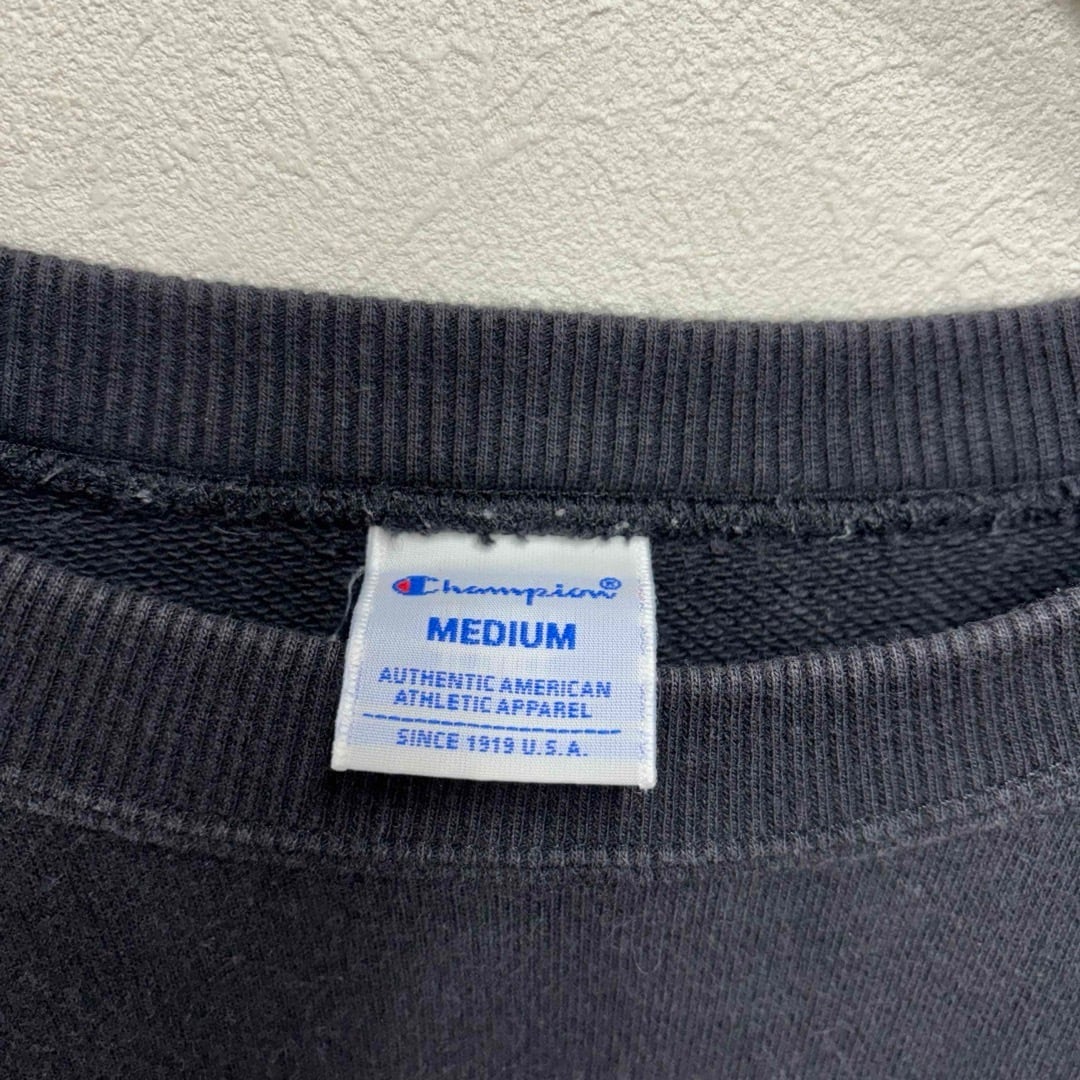 Champion®
MEDIUM
AUTHENTIC AMERICAN
ATHLETIC APPAREL
SINCE 1919 U.S.A.